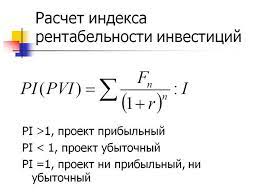 Расчет индекса
рентабельности инвестиций
PI(PVI) = ∑ Fₙ / (1 + r)ⁿ : I
PI >1, проект прибыльный
PI < 1, проект убыточный
PI =1, проект ни прибыльный, ни
убыточный